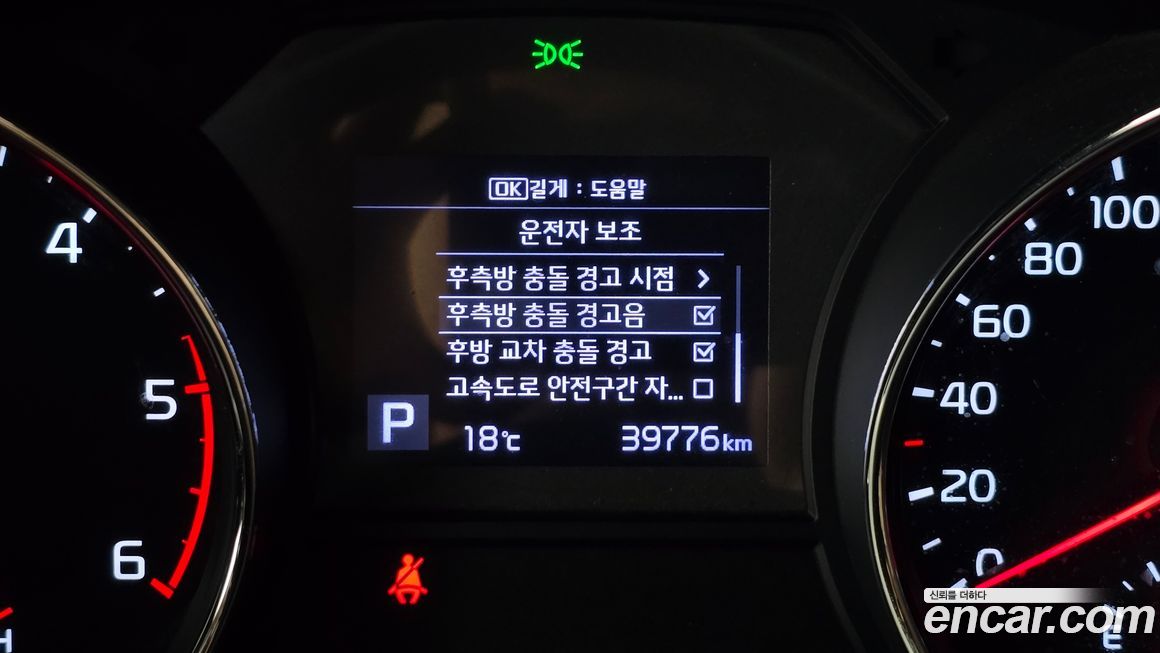 OK길게 : 도움말
운전자 보조
후측방 충돌 경고 시점 >
후측방 충돌 경고음
후방 교차 충돌 경고
고속도로 안전구간 자...
P
18℃ 39776km
4
5
6
H
100
80
60
40
20
0
E
신뢰를 더하다
encar.com